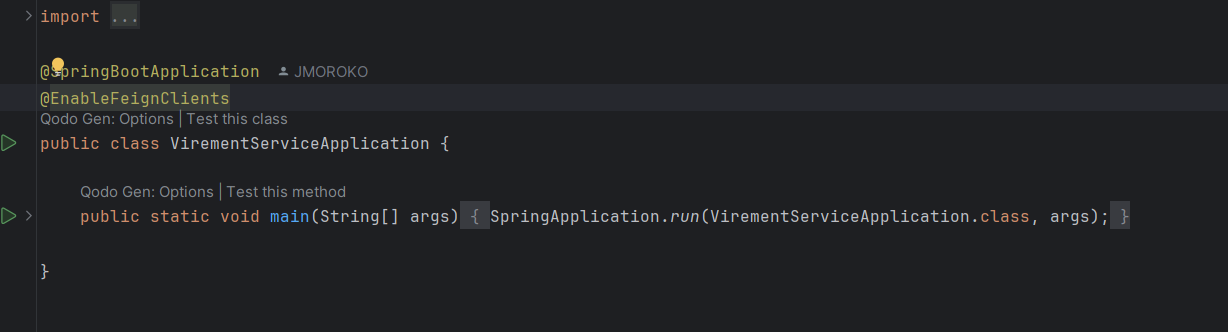 import ...
@SpringBootApplication JMOROKO
@EnableFeignClients
Qodo Gen: Options | Test this class
public class VirementServiceApplication {
Qodo Gen: Options | Test this method
public static void main(String[] args) { SpringApplication.run(VirementServiceApplication.class, args); }
}